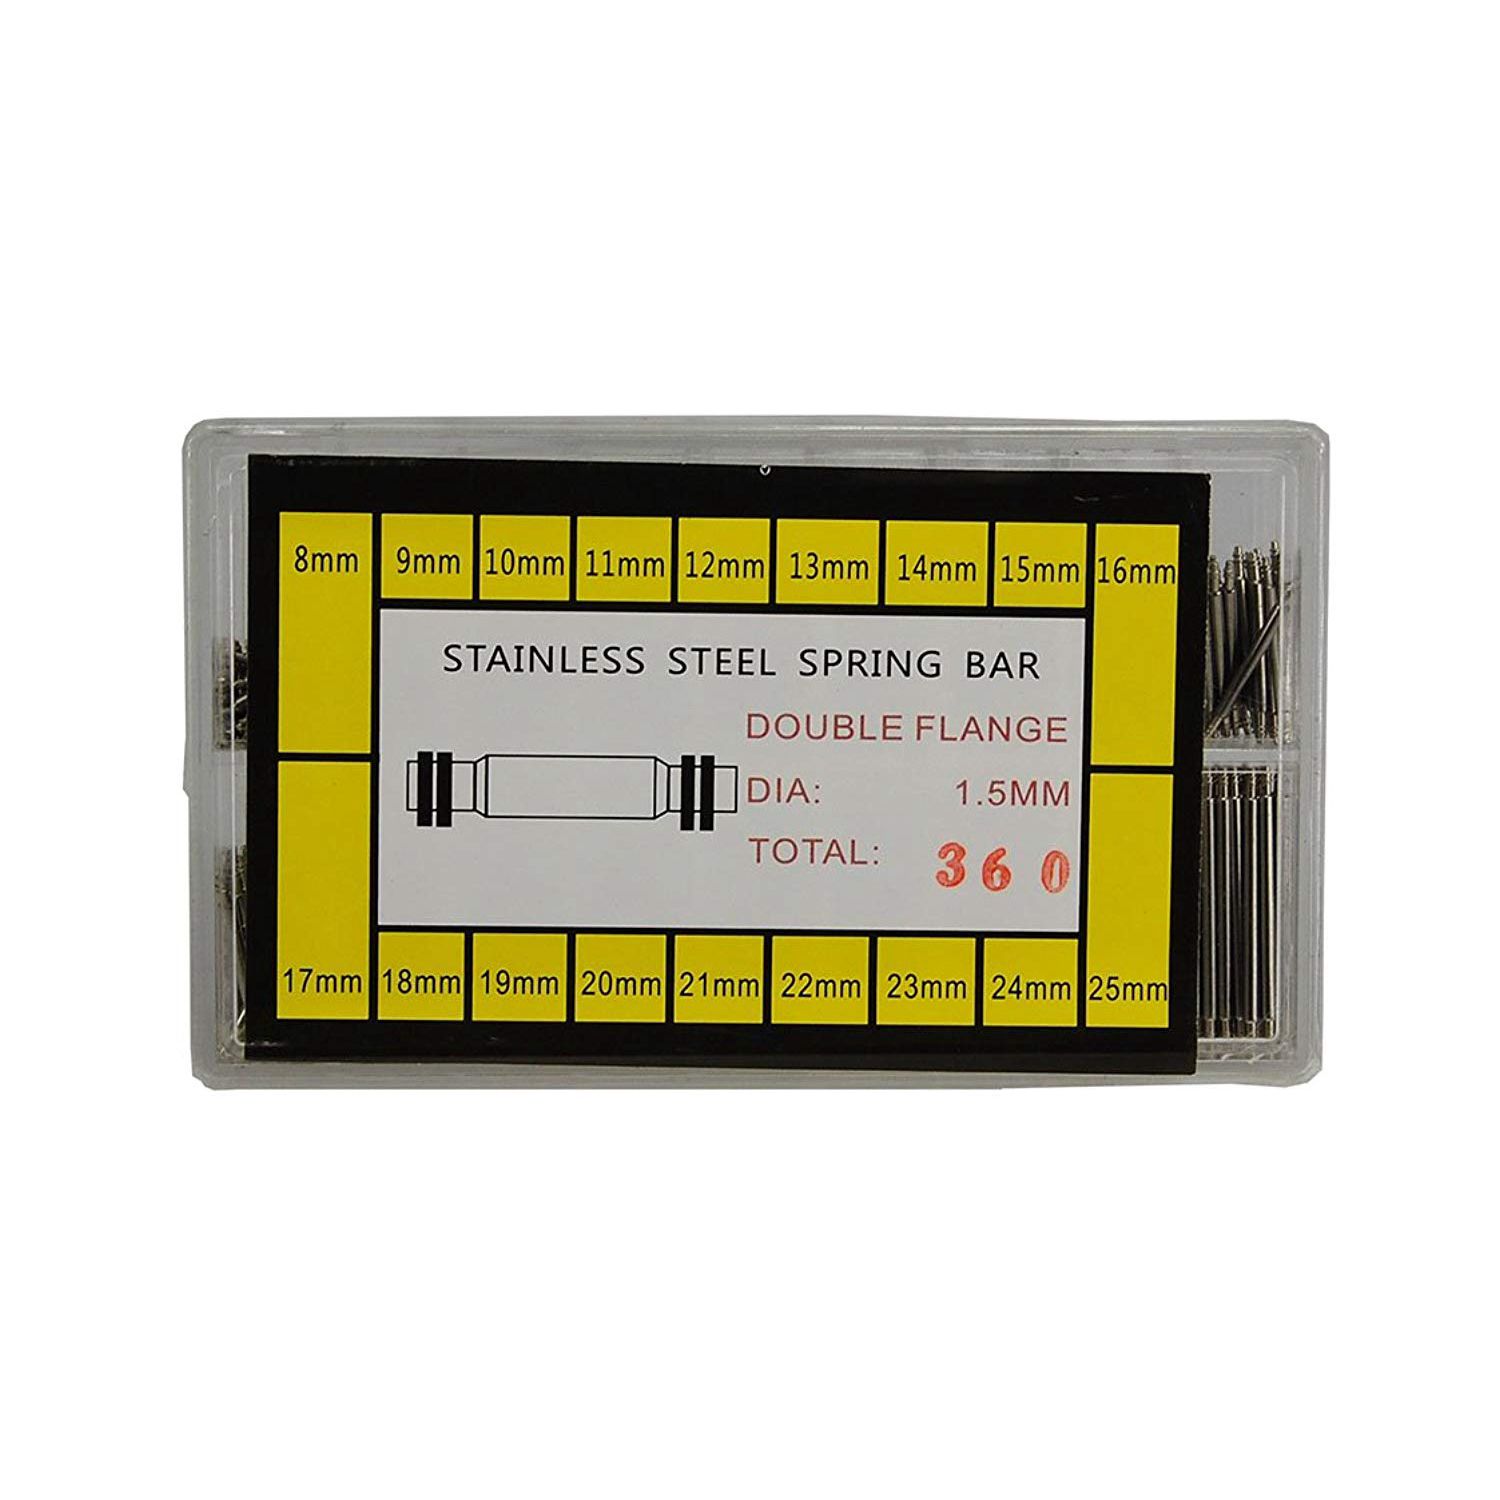 8mm 9mm 10mm 11mm 12mm 13mm 14mm 15mm 16mm
STAINLESS STEEL SPRING BAR
DOUBLE FLANGE
DIA: 1.5MM
TOTAL: 360
17mm 18mm 19mm 20mm 21mm 22mm 23mm 24mm 25mm